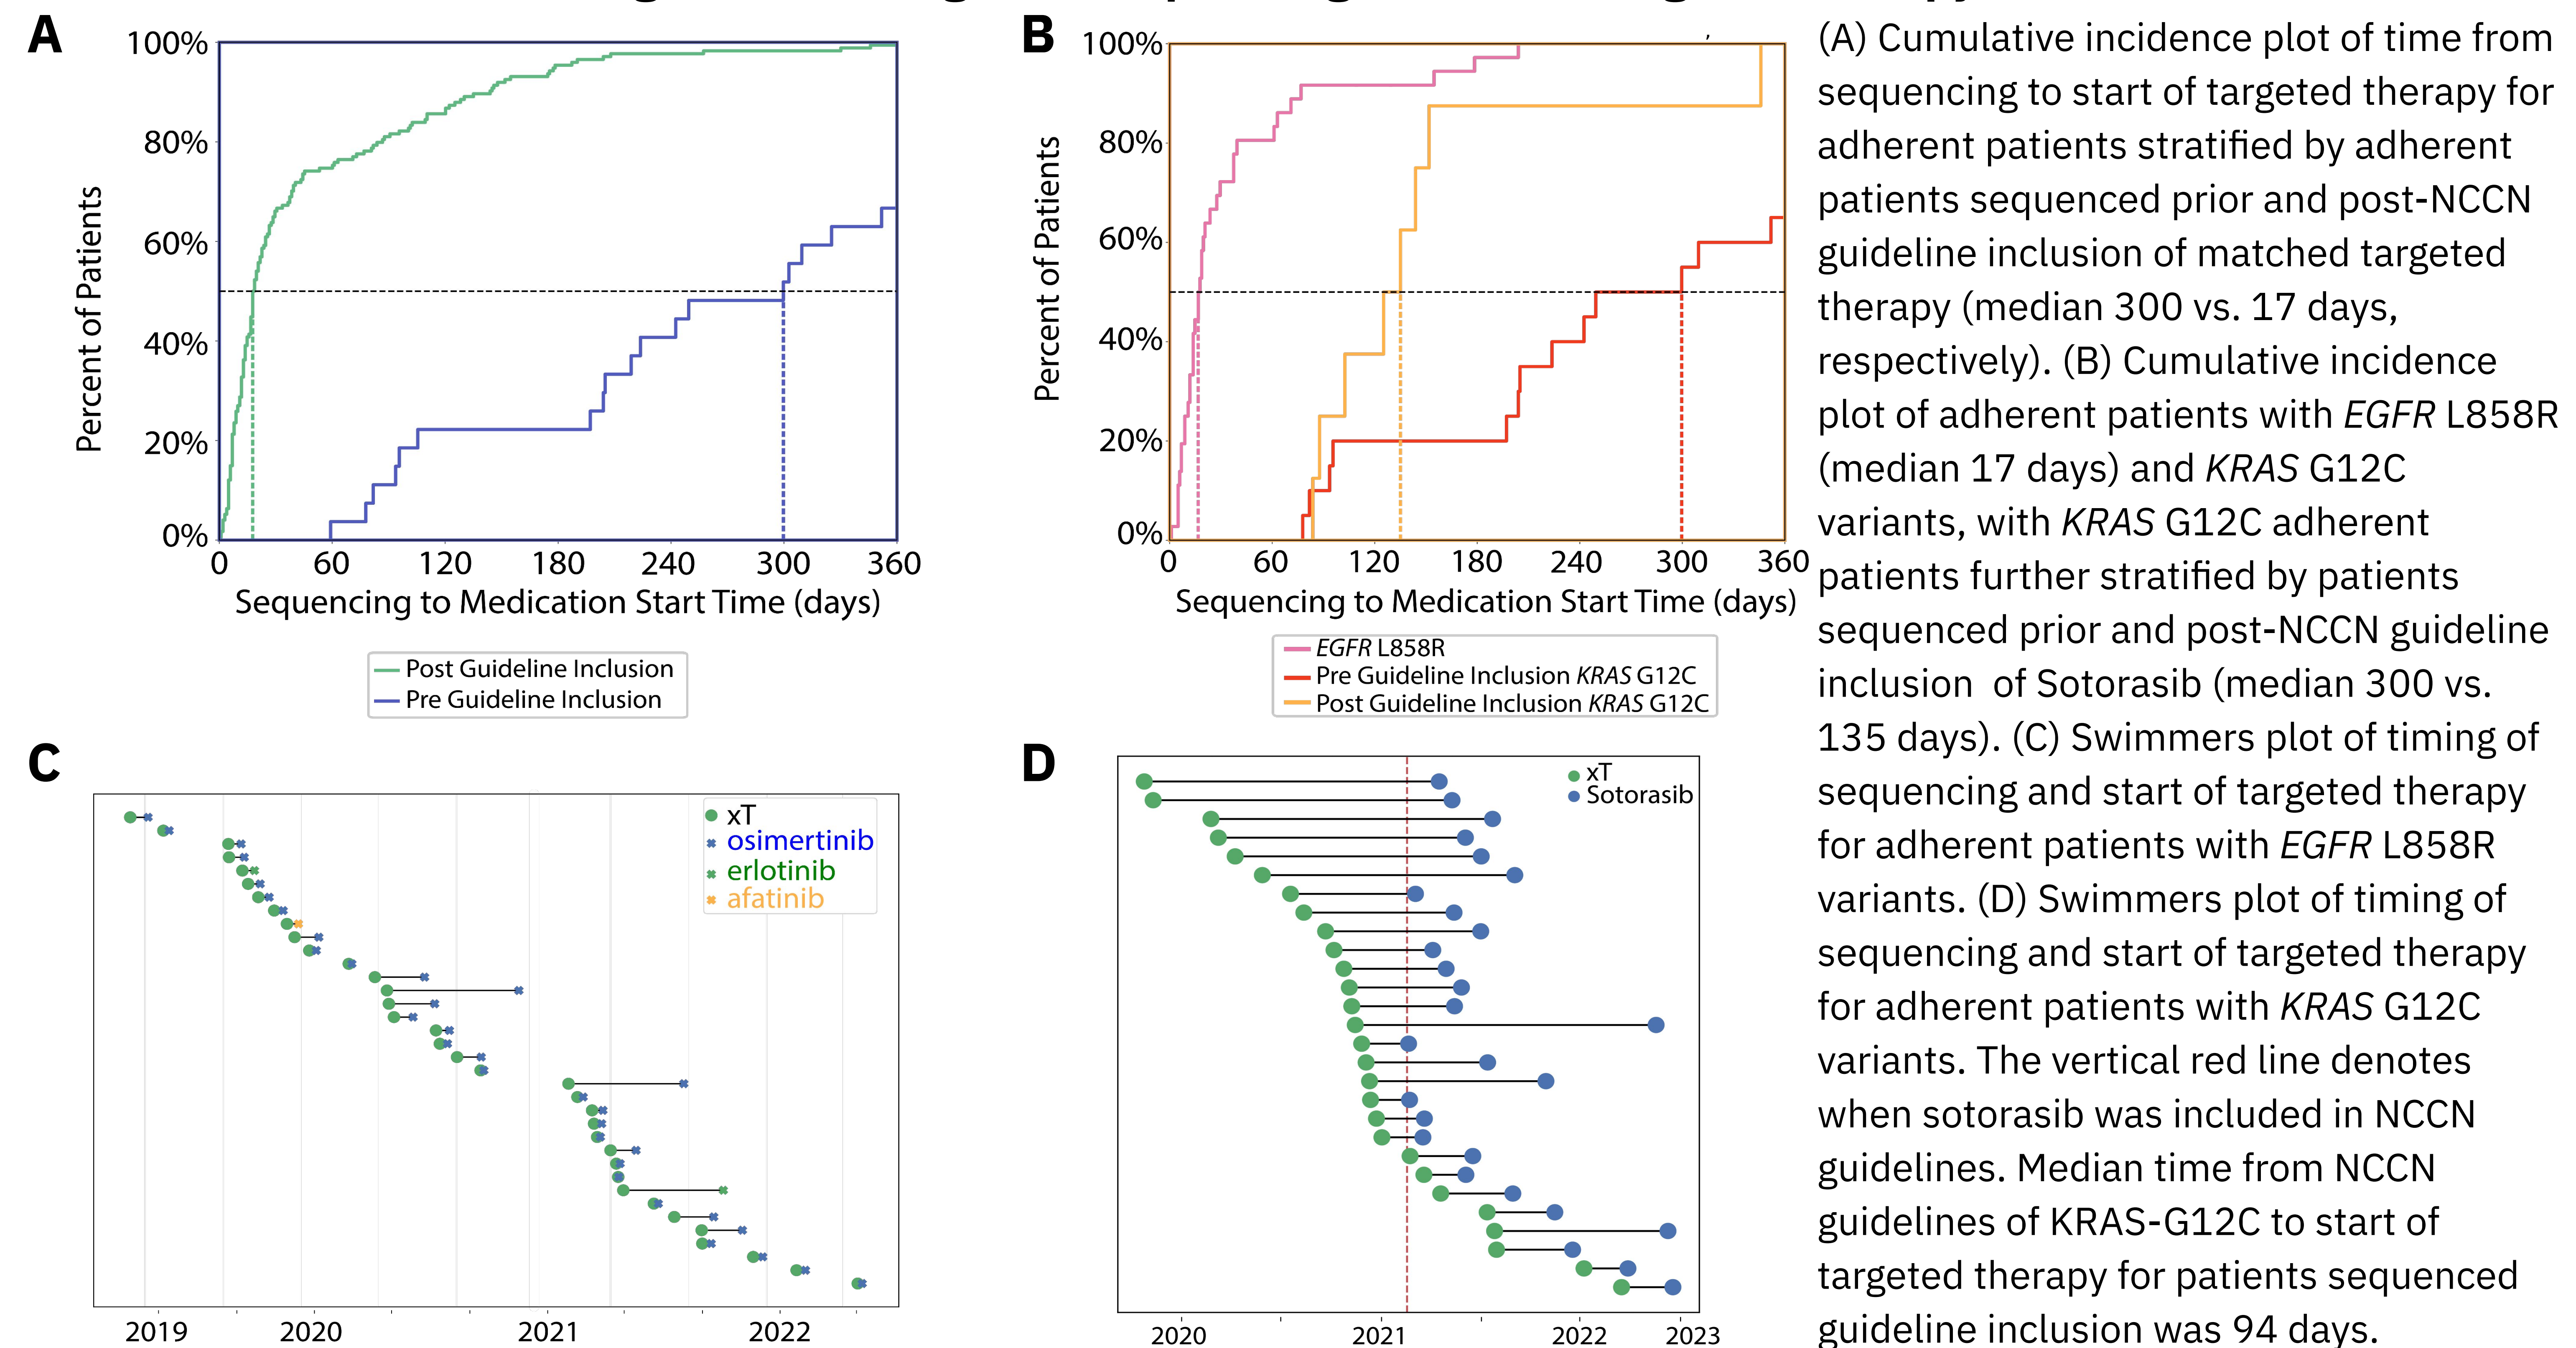 A
100%
80%
60%
40%
20%
0%
Percent of Patients
0 60 120 180 240 300 360
Sequencing to Medication Start Time (days)
Post Guideline Inclusion
Pre Guideline Inclusion
B
100%
80%
60%
40%
20%
0%
Percent of Patients
0 60 120 180 240 300 360
Sequencing to Medication Start Time (days)
EGFR L858R
Pre Guideline Inclusion KRAS G12C
Post Guideline Inclusion KRAS G12C
C
xT
osimertinib
erlotinib
afatinib
2019 2020 2021 2022
D
xT
Sotorasib
2020 2021 2022 2023
(A) Cumulative incidence plot of time from
sequencing to start of targeted therapy for
adherent patients stratified by adherent
patients sequenced prior and post-NCCN
guideline inclusion of matched targeted
therapy (median 300 vs. 17 days,
respectively). (B) Cumulative incidence
plot of adherent patients with EGFR L858R
(median 17 days) and KRAS G12C
variants, with KRAS G12C adherent
patients further stratified by patients
sequenced prior and post-NCCN guideline
inclusion of Sotorasib (median 300 vs.
135 days). (C) Swimmers plot of timing of
sequencing and start of targeted therapy
for adherent patients with EGFR L858R
variants. (D) Swimmers plot of timing of
sequencing and start of targeted therapy
for adherent patients with KRAS G12C
variants. The vertical red line denotes
when sotorasib was included in NCCN
guidelines. Median time from NCCN
guidelines of KRAS-G12C to start of
targeted therapy for patients sequenced
guideline inclusion was 94 days.